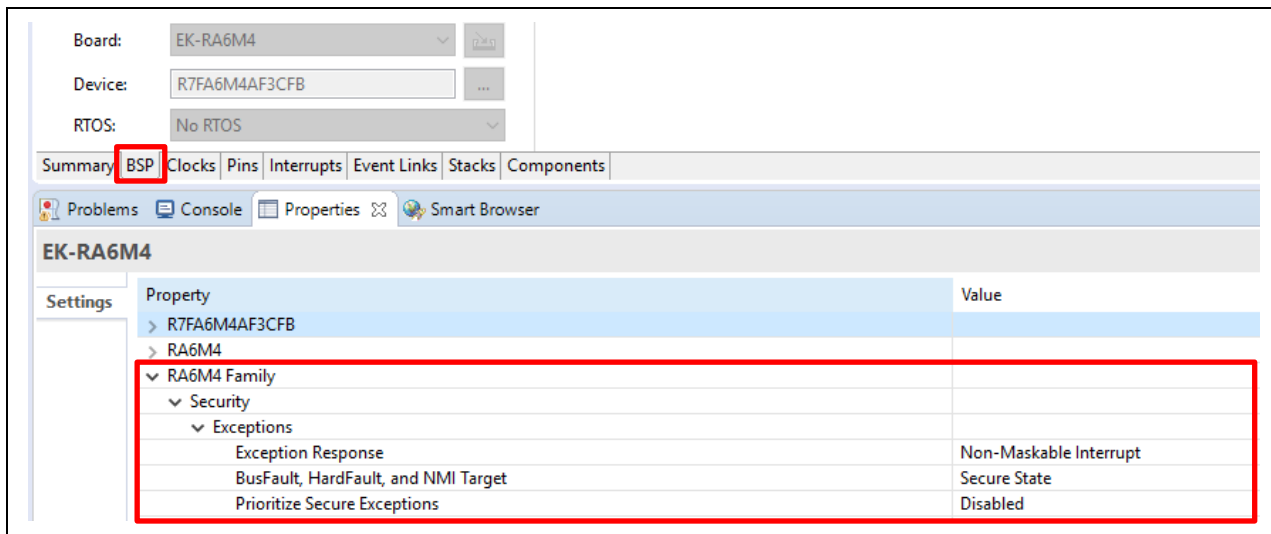 Board: EK-RA6M4
Device: R7FA6M4AF3CFB ...
RTOS: No RTOS
Summary BSP Clocks Pins Interrupts Event Links Stacks Components
Problems Console Properties Smart Browser
EK-RA6M4
Settings Property Value
R7FA6M4AF3CFB
RA6M4
RA6M4 Family
Security
Exceptions
Exception Response Non-Maskable Interrupt
BusFault, HardFault, and NMI Target Secure State
Prioritize Secure Exceptions Disabled